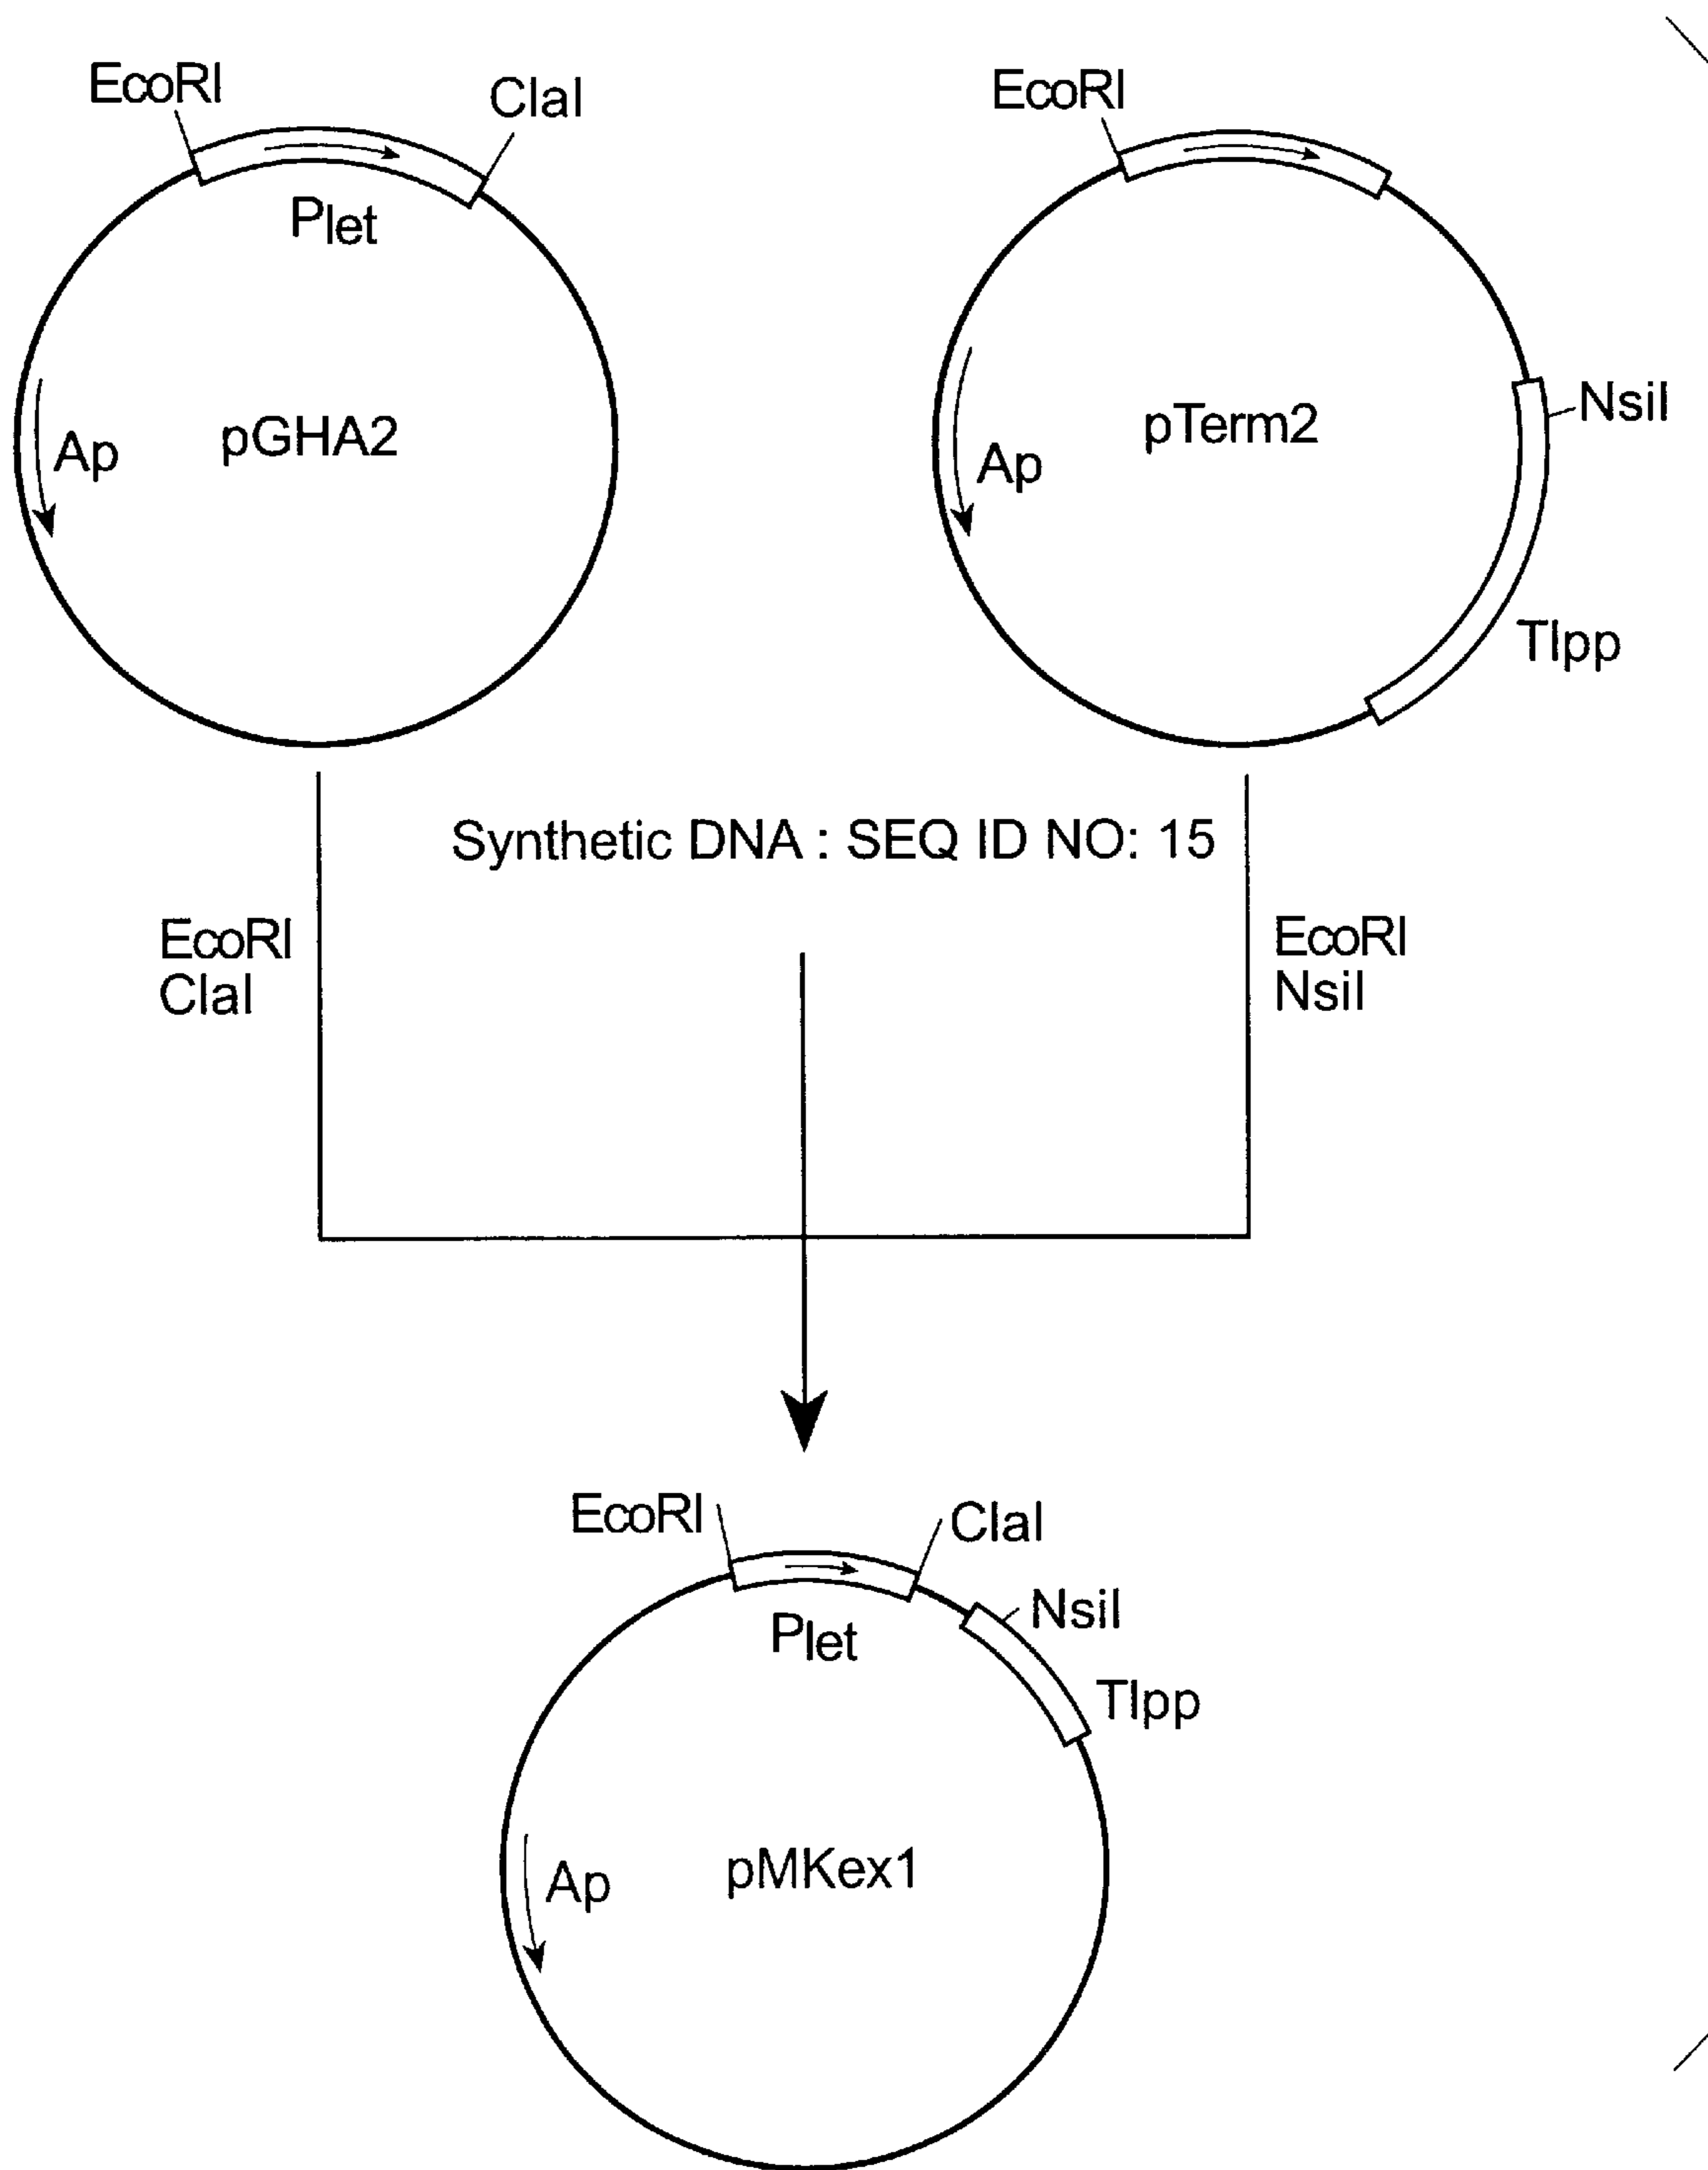 EcoRI
ClaI
Plet
Ap
pGHA2
EcoRI
NsiI
pTerm2
Ap
Tlpp
Synthetic DNA : SEQ ID NO: 15
EcoRI
ClaI
EcoRI
NsiI
EcoRI
ClaI
NsiI
Plet
Tlpp
Ap
pMKex1